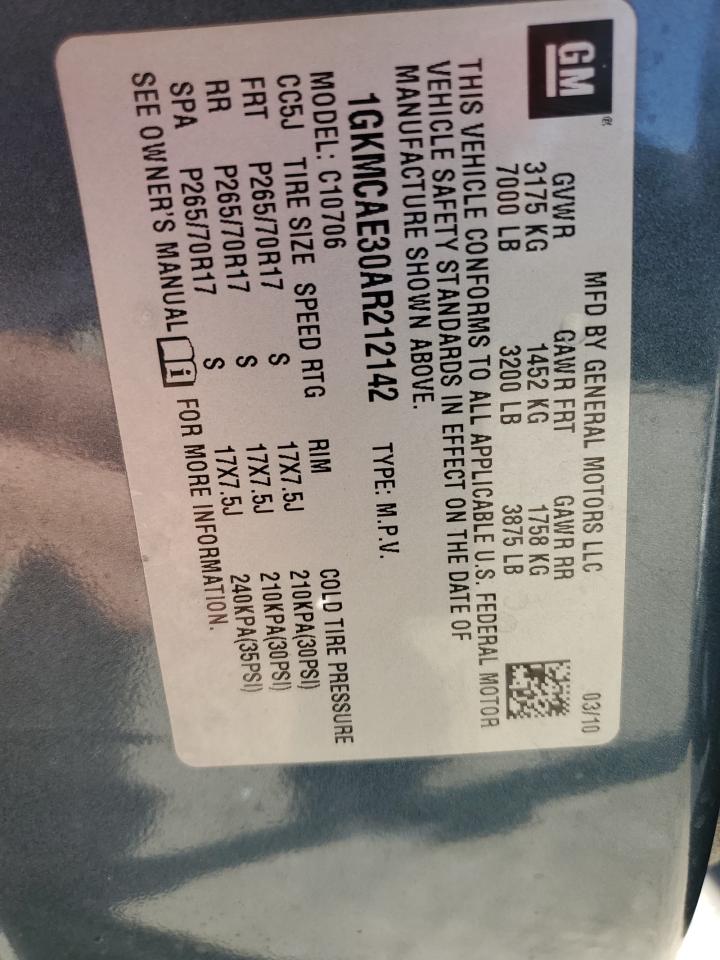 GM®
MFD BY GENERAL MOTORS LLC 03/10
GVWR GAWR FRT GAWR RR
3175 KG 1452 KG 1758 KG
7000 LB 3200 LB 3875 LB
THIS VEHICLE CONFORMS TO ALL APPLICABLE U.S. FEDERAL MOTOR
VEHICLE SAFETY STANDARDS IN EFFECT ON THE DATE OF
MANUFACTURE SHOWN ABOVE.
1GKMCAE30AR212142 TYPE: M.P.V.
MODEL: C10706
CC5J TIRE SIZE SPEED RTG RIM COLD TIRE PRESSURE
FRT P265/70R17 S 17X7.5J 210KPA(30PSI)
RR P265/70R17 S 17X7.5J 210KPA(30PSI)
SPA P265/70R17 S 17X7.5J 240KPA(35PSI)
SEE OWNER'S MANUAL i FOR MORE INFORMATION.